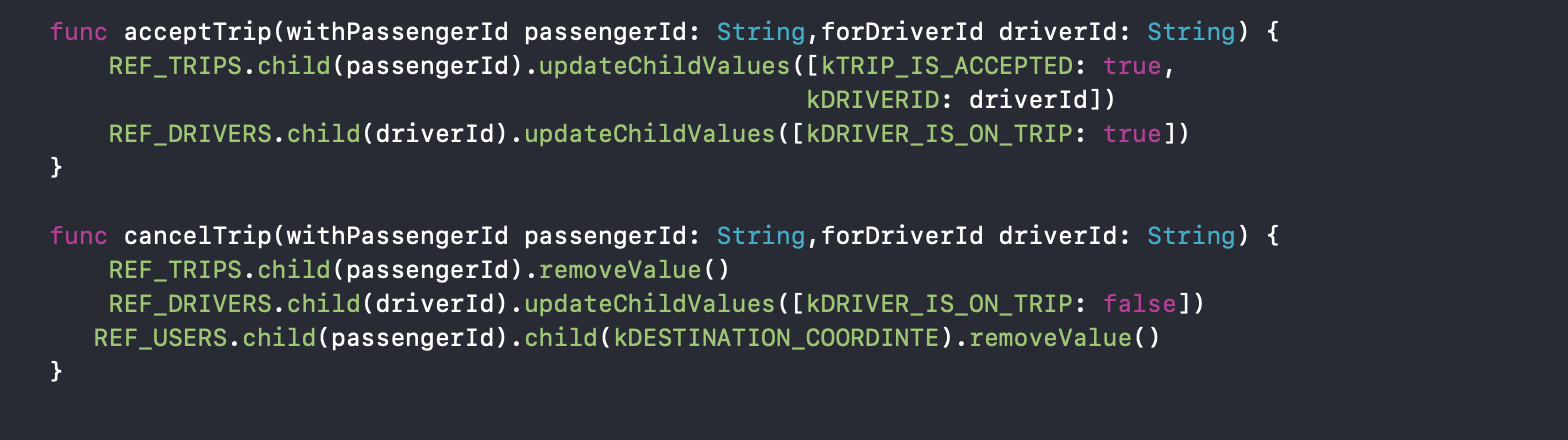 func acceptTrip(withPassengerId passengerId: String,forDriverId driverId: String) {
    REF_TRIPS.child(passengerId).updateChildValues([kTRIP_IS_ACCEPTED: true,
                                                   kDRIVERID: driverId])
    REF_DRIVERS.child(driverId).updateChildValues([kDRIVER_IS_ON_TRIP: true])
}

func cancelTrip(withPassengerId passengerId: String,forDriverId driverId: String) {
    REF_TRIPS.child(passengerId).removeValue()
    REF_DRIVERS.child(driverId).updateChildValues([kDRIVER_IS_ON_TRIP: false])
   REF_USERS.child(passengerId).child(kDESTINATION_COORDINTE).removeValue()
}